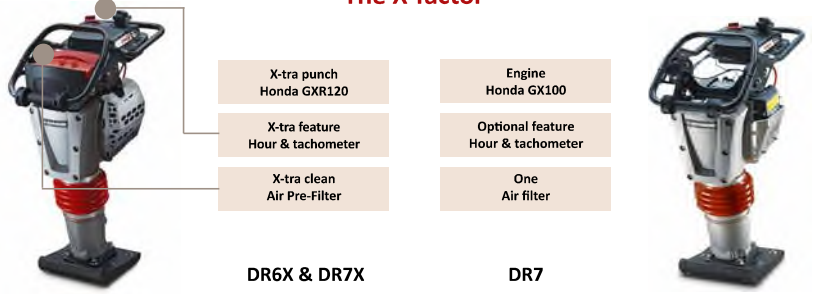 The X-factor
X-tra punch
Honda GXR120
Engine
Honda GX100
X-tra feature
Hour & tachometer
Optional feature
Hour & tachometer
X-tra clean
Air Pre-Filter
One
Air filter
DR6X & DR7X
DR7